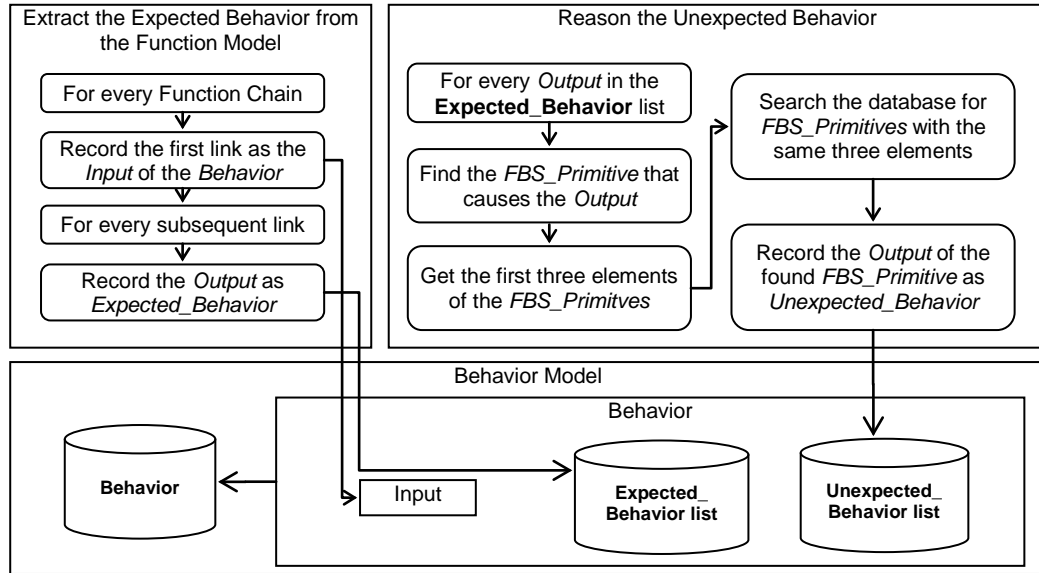 Extract the Expected Behavior from
the Function Model
For every Function Chain
Record the first link as the
Input of the Behavior
For every subsequent link
Record the Output as
Expected_Behavior
Reason the Unexpected Behavior
For every Output in the
Expected_Behavior list
Find the FBS_Primitive that
causes the Output
Get the first three elements
of the FBS_Primitves
Search the database for
FBS_Primitives with the
same three elements
Record the Output of the
found FBS_Primitive as
Unexpected_Behavior
Behavior Model
Behavior
Behavior
Input
Expected_
Behavior list
Unexpected_
Behavior list